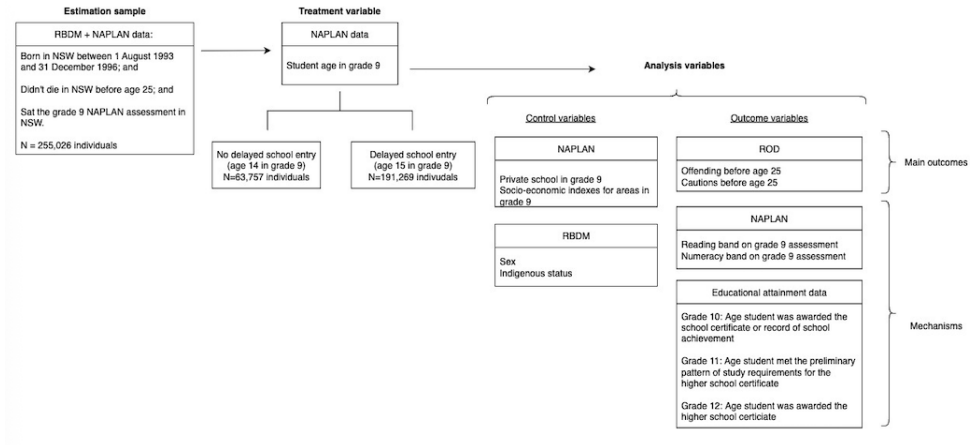 Estimation sample
RBDM + NAPLAN data:
Born in NSW between 1 August 1993
and 31 December 1996; and
Didn't die in NSW before age 25; and
Sat the grade 9 NAPLAN assessment in
NSW.
N = 255,026 individuals
Treatment variable
NAPLAN data
Student age in grade 9
No delayed school entry
(age 14 in grade 9)
N=63,757 individuals
Delayed school entry
(age 15 in grade 9)
N=191,269 indivudals
Analysis variables
Control variables
NAPLAN
Private school in grade 9
Socio-economic indexes for areas in
grade 9
RBDM
Sex
Indigenous status
Outcome variables
ROD
Offending before age 25
Cautions before age 25
NAPLAN
Reading band on grade 9 assessment
Numeracy band on grade 9 assessment
Educational attainment data
Grade 10: Age student was awarded the
school certificate or record of school
achievement
Grade 11: Age student met the preliminary
pattern of study requirements for the
higher school certificate
Grade 12: Age student was awarded the
higher school certciate
Main outcomes
Mechanisms